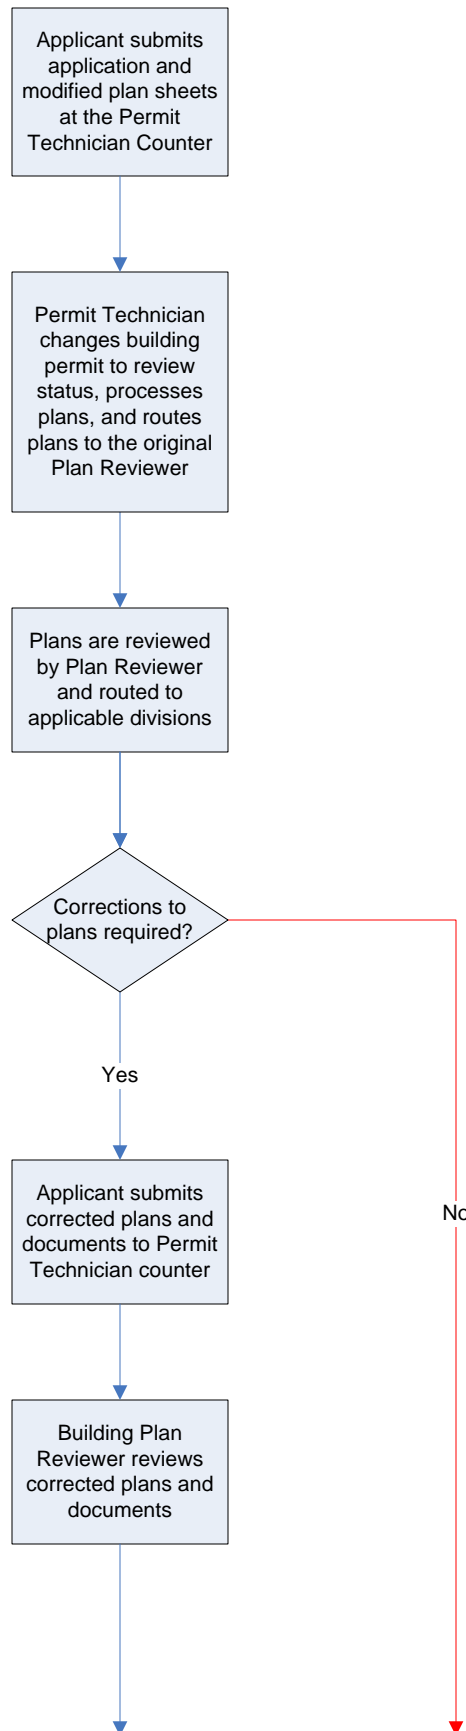 Applicant submits
application and
modified plan sheets
at the Permit
Technician Counter
Permit Technician
changes building
permit to review
status, processes
plans, and routes
plans to the original
Plan Reviewer
Plans are reviewed
by Plan Reviewer
and routed to
applicable divisions
Corrections to
plans required?
Yes
Applicant submits
corrected plans and
documents to Permit
Technician counter
No
Building Plan
Reviewer reviews
corrected plans and
documents